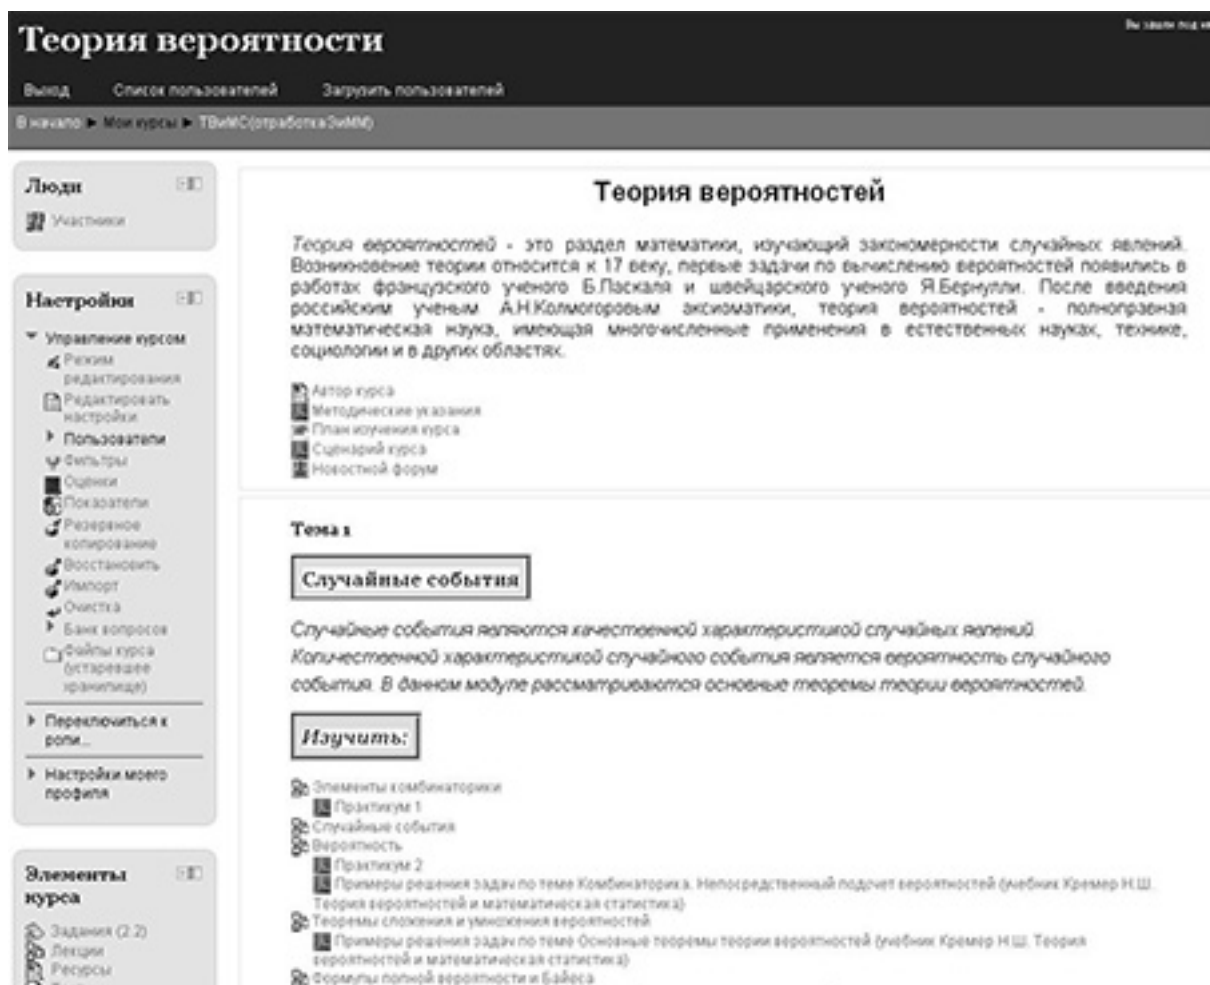 Теория вероятности
Вы зашли под
Выход Список пользователей Загрузить пользователей
В начало ► Мои курсы ► ТВиМС(отработкаЗиММ)
Люди
Участники
Настройки
Управление курсом
Режим
редактирования
Редактировать
настройки
Пользователи
Фильтры
Оценки
Показатели
Резервное
копирование
Восстановить
Импорт
Очистка
Банк вопросов
Файлы курса
(устаревшее
хранилище)
Переключиться к
роли...
Настройки моего
профиля
Элементы
курса
Задания (2.2)
Лекции
Ресурсы
Теория вероятностей
Теория вероятностей - это раздел математики, изучающий закономерности случайных явлений.
Возникновение теории относится к 17 веку, первые задачи по вычислению вероятностей появились в
работах французского ученого Б.Паскаля и швейцарского ученого Я.Бернулли. После введения
российским ученым А.Н.Колмогоровым аксиоматики, теория вероятностей - полноправная
математическая наука, имеющая многочисленные применения в естественных науках, технике,
социологии и в других областях.
Автор курса
Методические указания
План изучения курса
Сценарий курса
Новостной форум
Тема 1
Случайные события
Случайные события являются качественной характеристикой случайных явлений.
Количественной характеристикой случайного события является вероятность случайного
события. В данном модуле рассматриваются основные теоремы теории вероятностей.
Изучить:
Элементы комбинаторики
Практикум 1
Случайные события
Вероятность
Практикум 2
Примеры решения задач по теме Комбинаторика. Непосредственный подсчет вероятностей (учебник Кремер Н.Ш.
Теория вероятностей и математическая статистика)
Теоремы сложения и умножения вероятностей
Примеры решения задач по теме Основные теоремы теории вероятностей (учебник Кремер Н.Ш. Теория
вероятностей и математическая статистика)
Формулы полной вероятности и Байеса